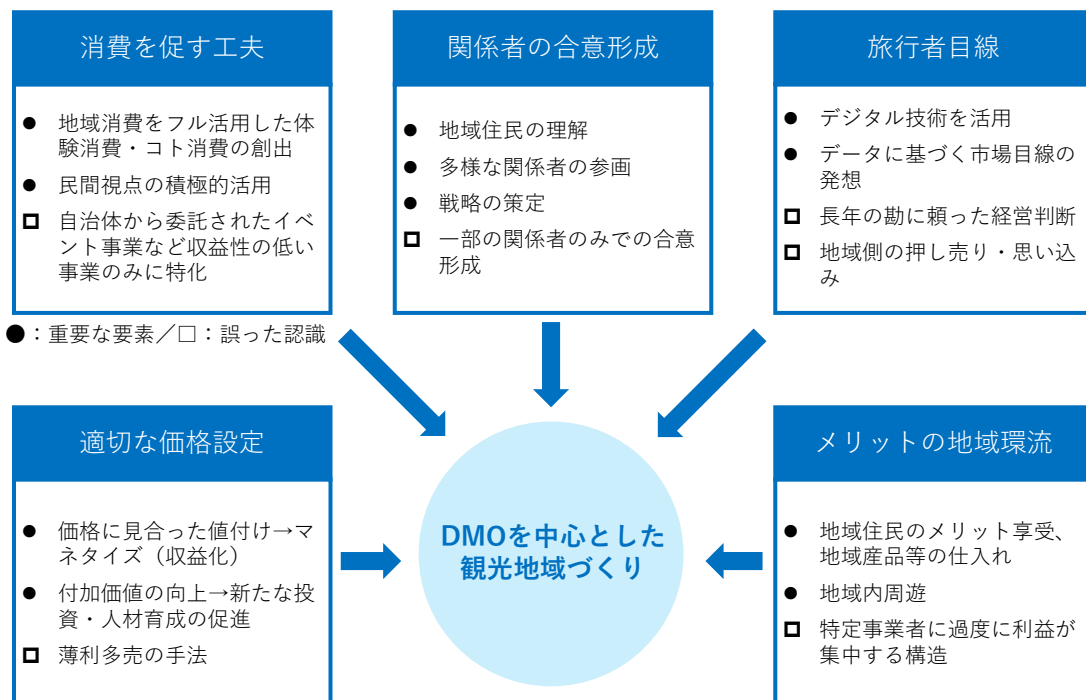 消費を促す工夫
● 地域消費をフル活用した体
験消費・コト消費の創出
● 民間視点の積極的活用
□ 自治体から委託されたイベ
ント事業など収益性の低い
事業のみに特化
関係者の合意形成
● 地域住民の理解
● 多様な関係者の参画
● 戦略の策定
□ 一部の関係者のみでの合意
形成
旅行者目線
● デジタル技術を活用
● データに基づく市場目線の
発想
□ 長年の勘に頼った経営判断
□ 地域側の押し売り・思い込
み
●：重要な要素／□：誤った認識
適切な価格設定
● 価格に見合った値付け→マ
ネタイズ（収益化）
● 付加価値の向上→新たな投
資・人材育成の促進
□ 薄利多売の手法
DMOを中心とした
観光地域づくり
メリットの地域環流
● 地域住民のメリット享受、
地域産品等の仕入れ
● 地域内周遊
□ 特定事業者に過度に利益が
集中する構造